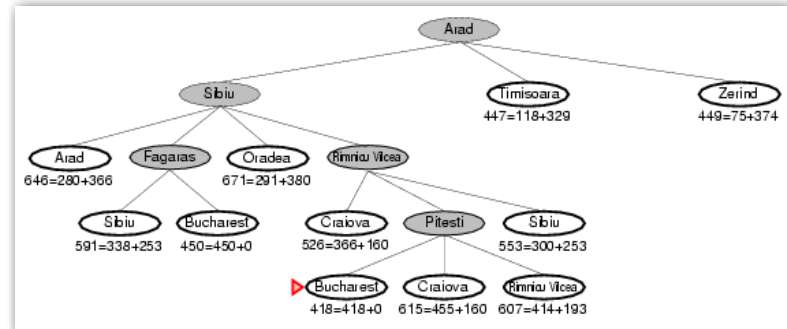 Arad
Sibiu
Timisoara
Zerind
447=118+329
449=75+374
Arad
Fagaras
Oradea
Rimnicu Vilcea
646=280+366
671=291+380
Sibiu
Bucharest
Craiova
Pitesti
Sibiu
591=338+253
450=450+0
526=366+160
553=300+253
Bucharest
Craiova
Rimnicu Vilcea
418=418+0
615=455+160
607=414+193